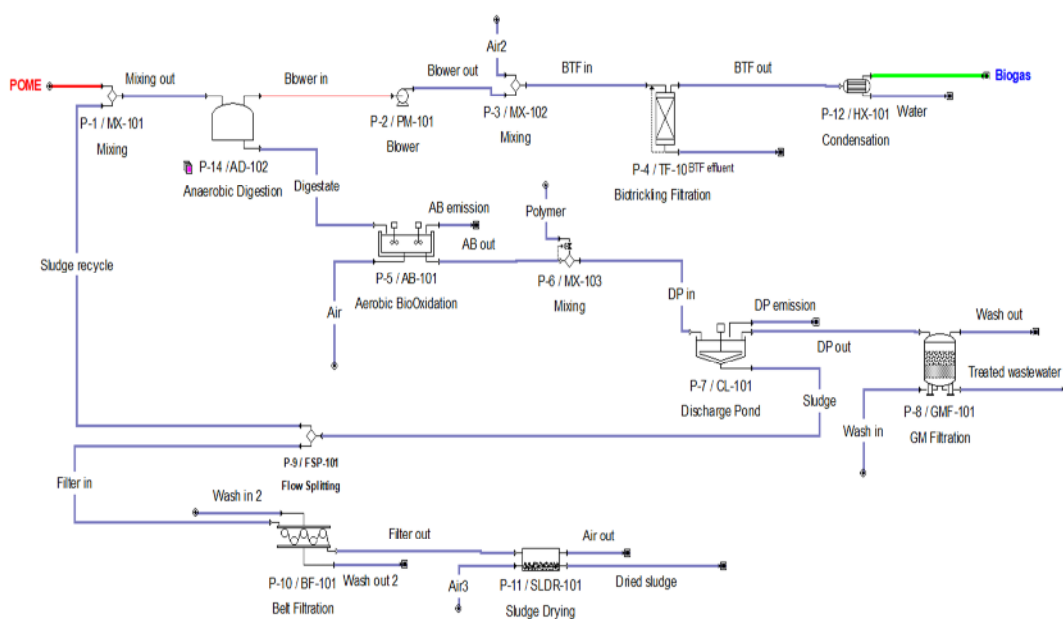 Air2
POME
Mixing out
Blower in
Blower out
BTF in
BTF out
Biogas
P-1 / MX-101
Mixing
P-2 / PM-101
Blower
P-3 / MX-102
Mixing
P-12 / HX-101
Condensation
Water
P-14 /AD-102
Anaerobic Digestion
P-4 / TF-10
BTF effluent
Biotrickling Filtration
Digestate
AB emission
AB out
Polymer
Sludge recycle
P-5 / AB-101
Aerobic BioOxidation
P-6 / MX-103
Mixing
Air
DP in
DP emission
DP out
Wash out
Treated wastewater
P-7 / CL-101
Discharge Pond
Sludge
P-8 / GMF-101
GM Filtration
Wash in
P-9 / FSP-101
Flow Splitting
Filter in
Wash in 2
Filter out
Air out
P-10 / BF-101
Belt Filtration
Wash out 2
Air3
P-11 / SLDR-101
Sludge Drying
Dried sludge